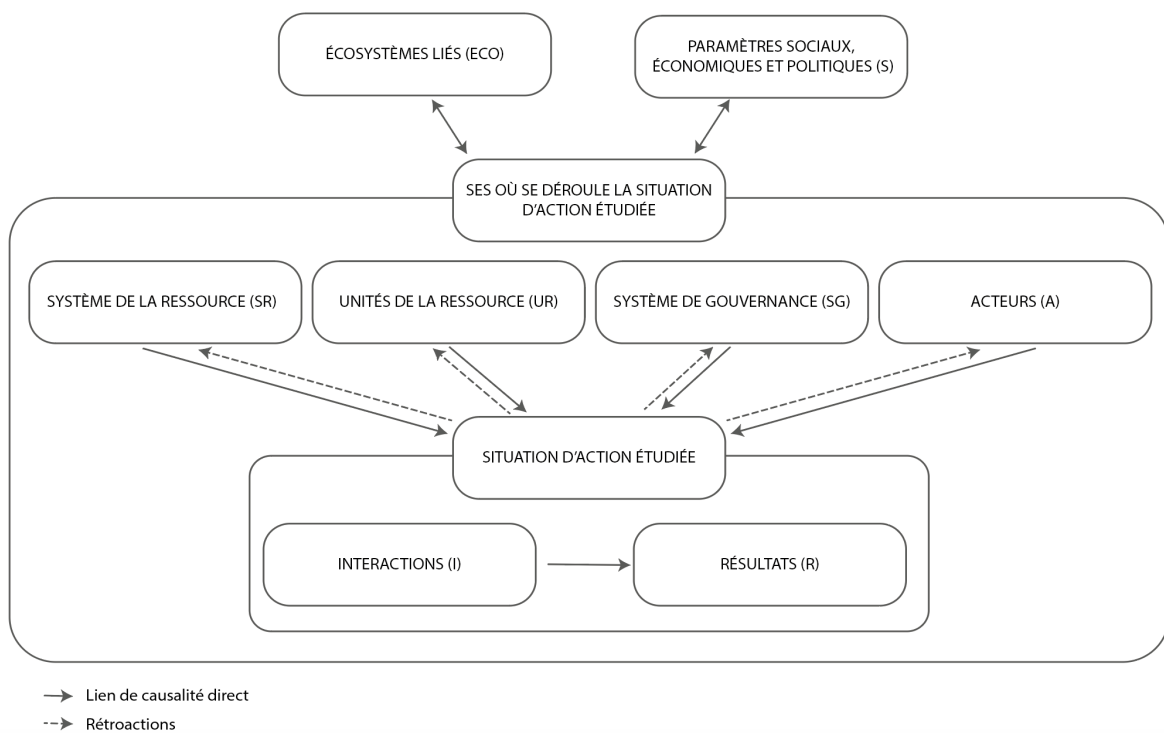 ÉCOSYSTÈMES LIÉS (ECO)
PARAMÈTRES SOCIAUX,
ÉCONOMIQUES ET POLITIQUES (S)
SES OÙ SE DÉROULE LA SITUATION
D'ACTION ÉTUDIÉE
SYSTÈME DE LA RESSOURCE (SR)
UNITÉS DE LA RESSOURCE (UR)
SYSTÈME DE GOUVERNANCE (SG)
ACTEURS (A)
SITUATION D'ACTION ÉTUDIÉE
INTERACTIONS (I)
RÉSULTATS (R)
Lien de causalité direct
Rétroactions